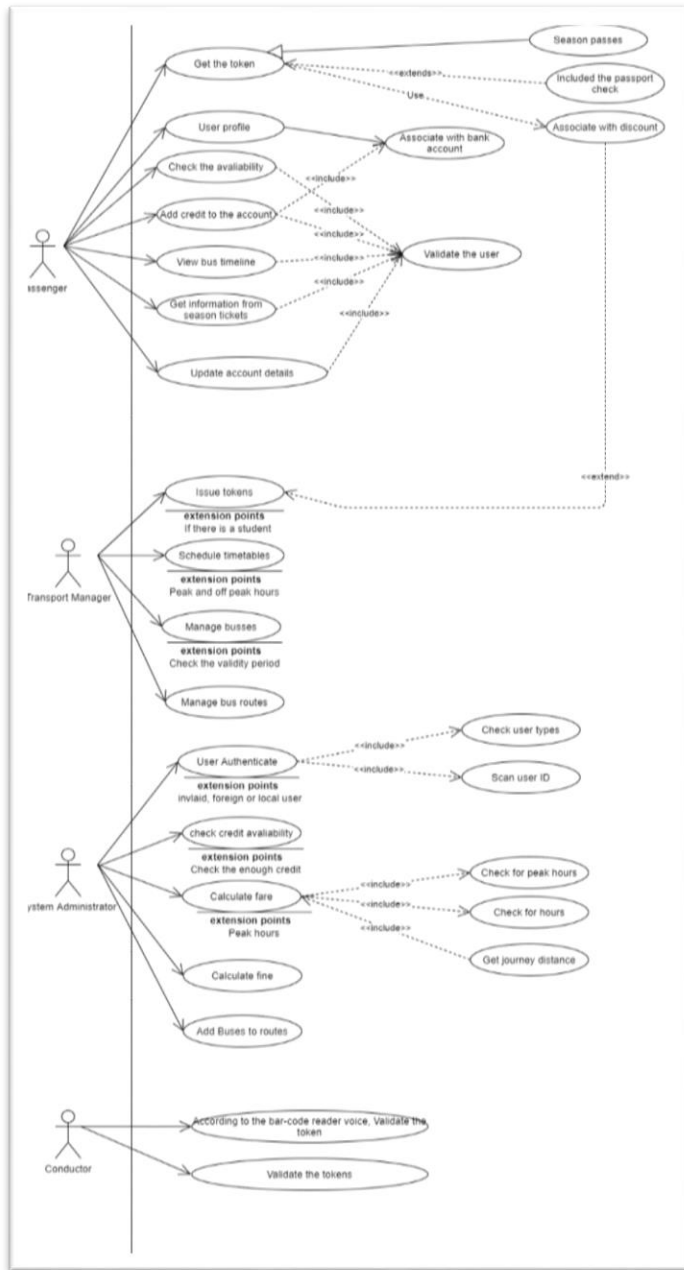 Season passes
Get the token
<<extends>>
Included the passport
check
Use
User profile
Associate with discount
Associate with bank
account
Check the avaliability
<<include>>
Add credit to the account
<<include>>
<<include>>
assenger
View bus timeline
<<include>>
Validate the user
Get information from
season tickets
<<include>>
<<include>>
Update account details
<<extend>>
Issue tokens
extension points
If there is a student
Transport Manager
Schedule timetables
extension points
Peak and off peak hours
Manage busses
extension points
Check the validity period
Manage bus routes
Check user types
<<include>>
User Authenticate
<<include>>
Scan user ID
extension points
invlaid, foreign or local user
check credit avaliability
extension points
Check the enough credit
ystem Administrator
Check for peak hours
<<include>>
Calculate fare
<<include>>
Check for hours
extension points
Peak hours
<<include>>
Get journey distance
Calculate fine
Add Buses to routes
Conductor
According to the bar-code reader voice, Validate the
token
Validate the tokens